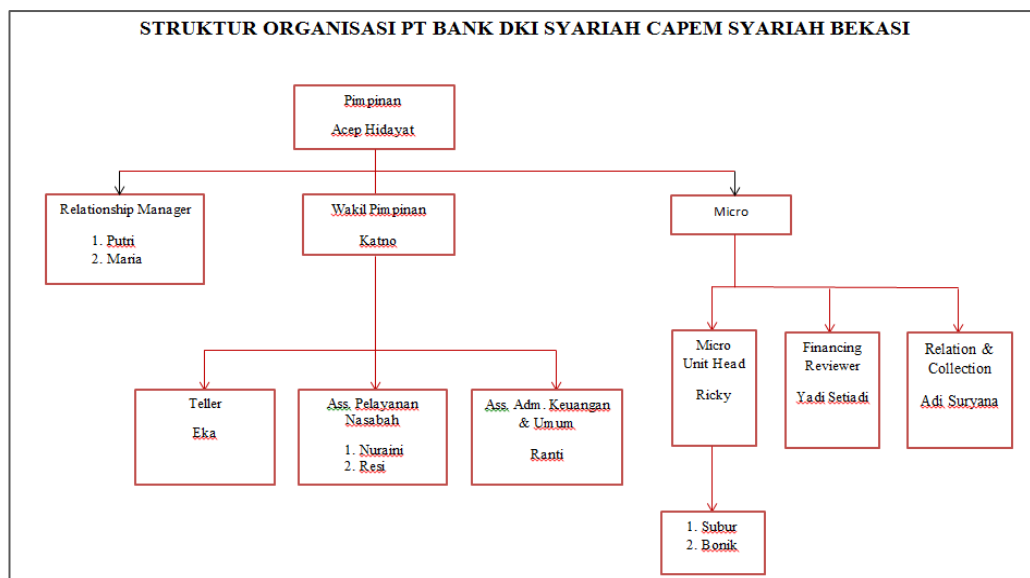 STRUKTUR ORGANISASI PT BANK DKI SYARIAH CAPEM SYARIAH BEKASI
Pimpinan
Acep Hidayat
Relationship Manager
1. Putri
2. Maria
Wakil Pimpinan
Katno
Micro
Micro
Unit Head
Ricky
Financing
Reviewer
Yadi Setiadi
Relation &
Collection
Adi Suryana
Teller
Eka
Ass. Pelayanan
Nasabah
1. Nuraini
2. Resi
Ass. Adm. Keuangan
& Umum
Ranti
1. Subur
2. Bonik